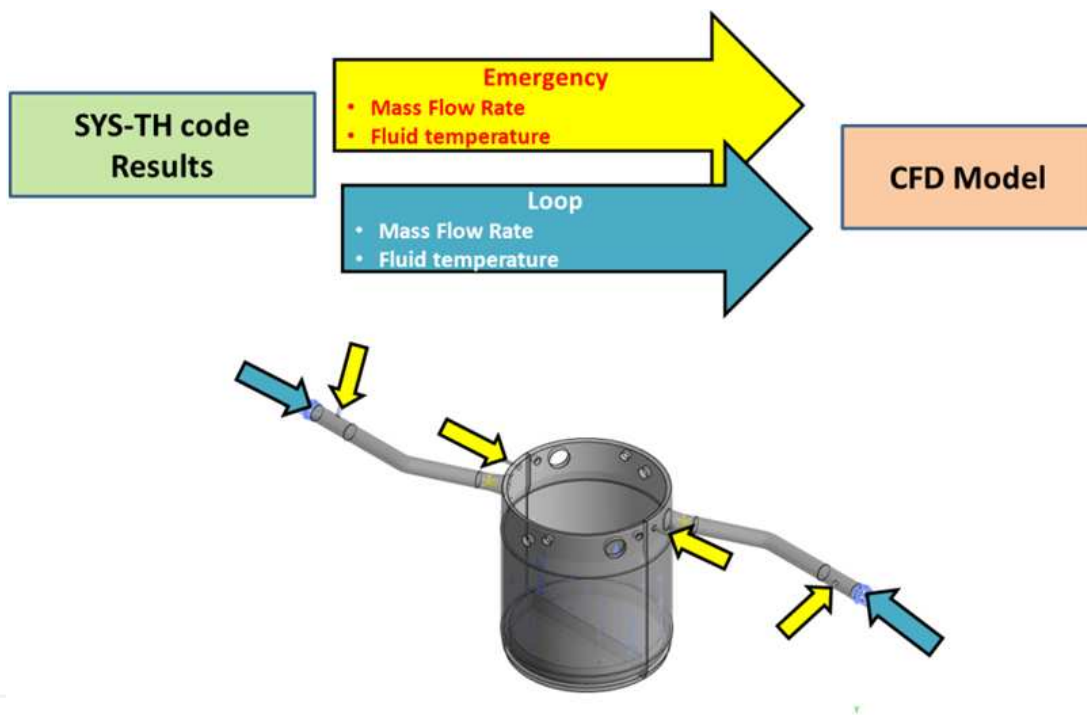 SYS-TH code
Results
Emergency
• Mass Flow Rate
• Fluid temperature
Loop
• Mass Flow Rate
• Fluid temperature
CFD Model
Y